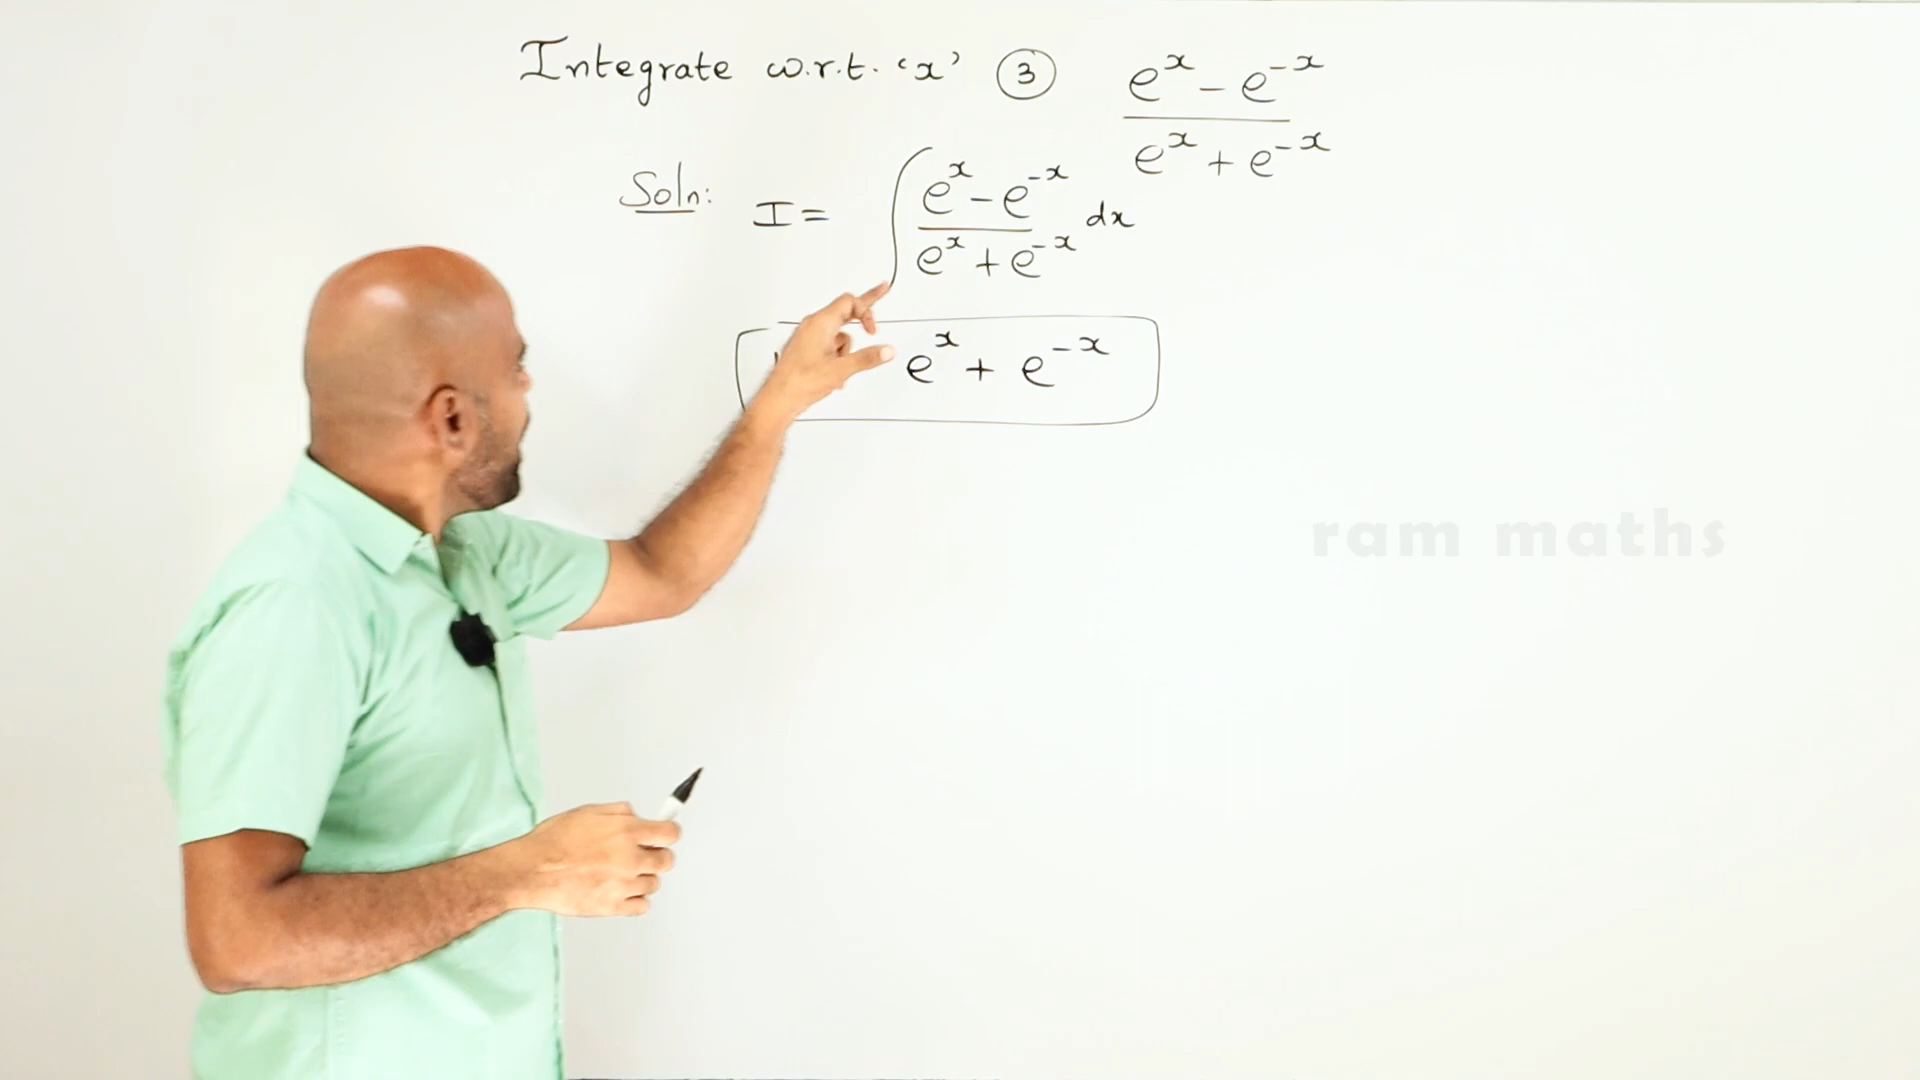 Integrate w.r.t. ‘x’ ③ (e^x - e^-x)/(e^x + e^-x)
Soln: I = ∫ (e^x - e^-x)/(e^x + e^-x) dx
e^x + e^-x
ram maths